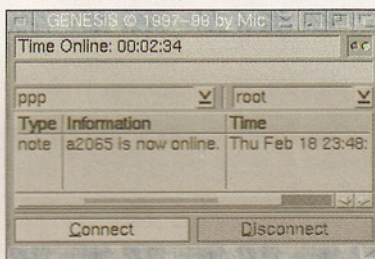 GENESIS © 1997-98 by Mic
Time Online: 00:02:34
ppp root
Type Information Time
note a2065 is now online. Thu Feb 18 23:48:
Connect Disconnect